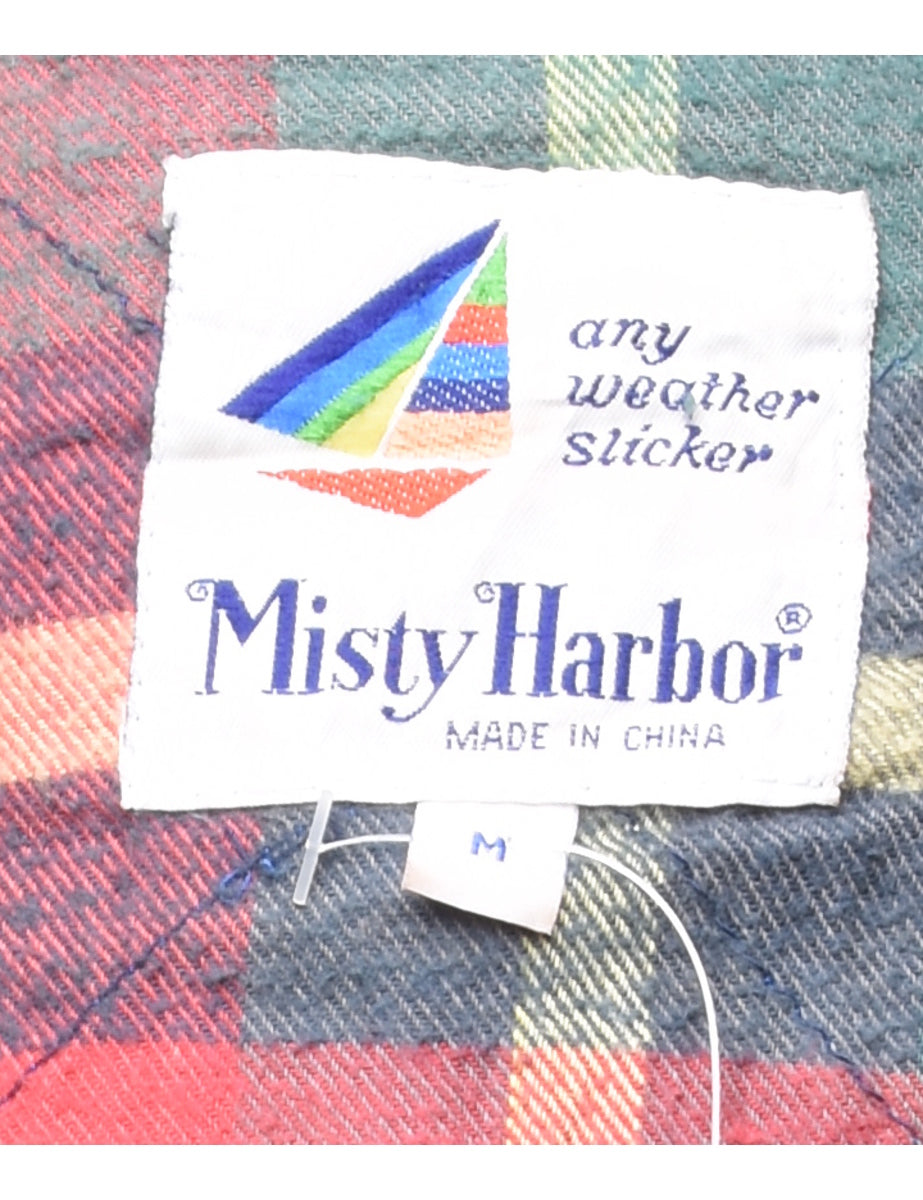 any
weather
slicker
Misty Harbor®
MADE IN CHINA
M